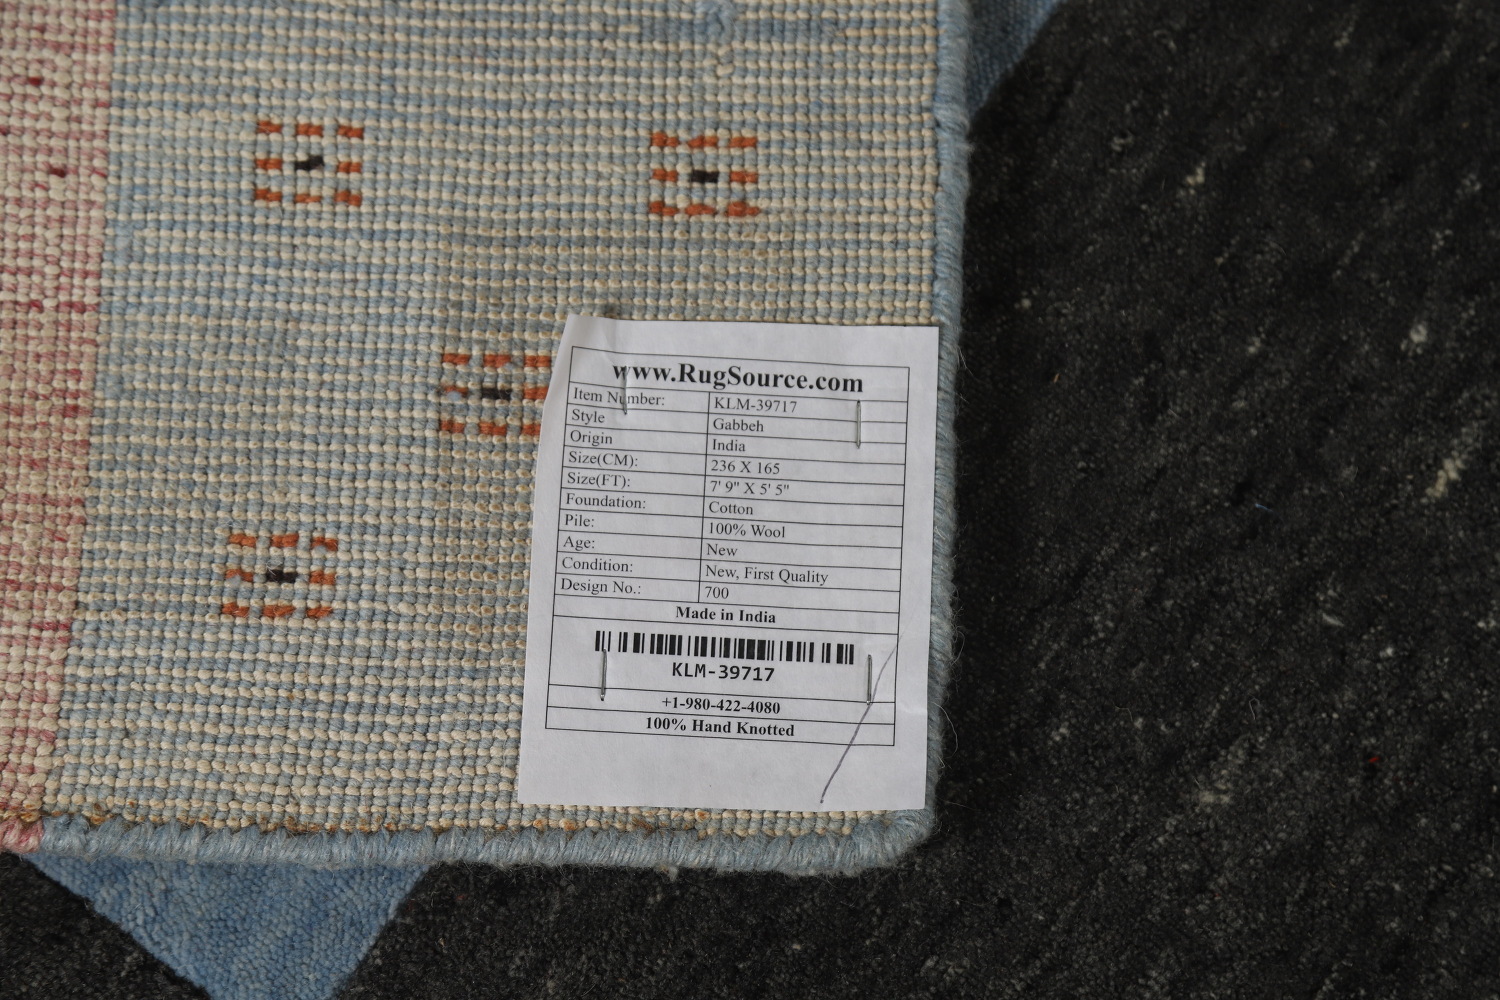 www.RugSource.com
Item Number: KLM-39717
Style Gabbeh
Origin India
Size(CM): 236 X 165
Size(FT): 7' 9" X 5' 5"
Foundation: Cotton
Pile: 100% Wool
Age: New
Condition: New, First Quality
Design No.: 700
Made in India
KLM-39717
+1-980-422-4080
100% Hand Knotted